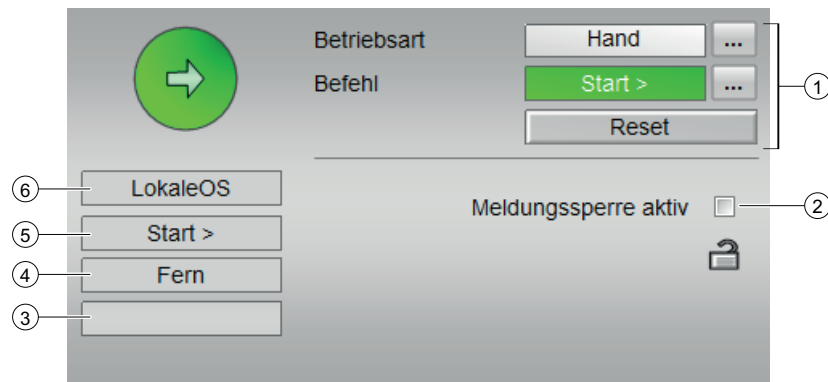 Betriebsart Hand ...
Befehl Start > ...
Reset
1
6 LokaleOS
Meldungssperre aktiv 2
5 Start >
4 Fern
3